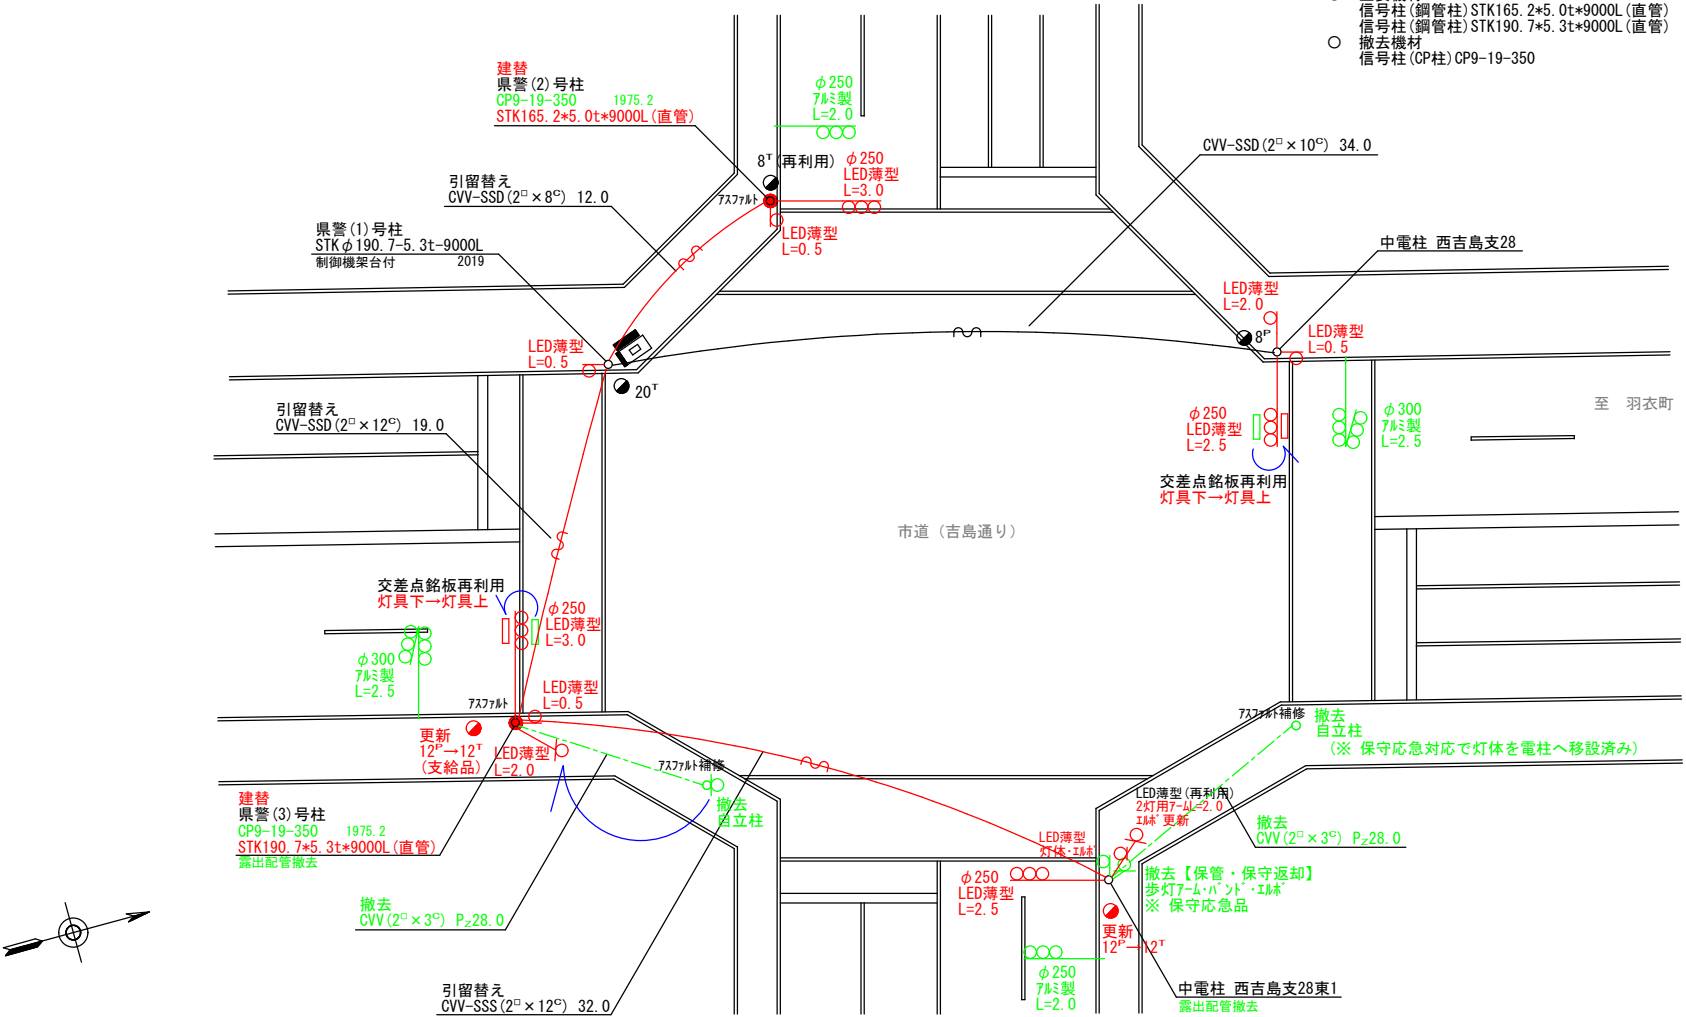 信号柱(鋼管柱)STK165.2*5.0t*9000L(直管)
信号柱(鋼管柱)STK190.7*5.3t*9000L(直管)
○ 撤去機材
信号柱(CP柱)CP9-19-350
建替
県警(2)号柱
CP9-19-350 1975.2
STK165.2*5.0t*9000L(直管)
φ250
アルミ製
L=2.0
8T(再利用)
φ250
LED薄型
L=3.0
アスファルト
LED薄型
L=0.5
CVV-SSD(2□×10C) 34.0
引留替え
CVV-SSD(2□×8C) 12.0
県警(1)号柱
STKφ190.7-5.3t-9000L
制御機架台付 2019
中電柱 西吉島支28
LED薄型
L=2.0
8P
LED薄型
L=0.5
LED薄型
L=0.5
20T
引留替え
CVV-SSD(2□×12C) 19.0
至 羽衣町
φ250
LED薄型
L=2.5
φ300
アルミ製
L=2.5
交差点銘板再利用
灯具下→灯具上
市道(吉島通り)
交差点銘板再利用
灯具下→灯具上
φ250
LED薄型
L=3.0
φ300
アルミ製
L=2.5
LED薄型
L=0.5
アスファルト
更新
12P→12T
(支給品)
LED薄型
L=2.0
アスファルト補修
撤去
自立柱
アスファルト補修
撤去
自立柱
(※ 保守応急対応で灯体を電柱へ移設済み)
建替
県警(3)号柱
CP9-19-350 1975.2
STK190.7*5.3t*9000L(直管)
露出配管撤去
LED薄型(再利用)
2灯用アームL=2.0
エルボ更新
LED薄型
灯体・エルボ
撤去
CVV(2□×3C) Pz28.0
φ250
LED薄型
L=2.5
撤去【保管・保守返却】
歩灯アーム・バンド・エルボ
※ 保守応急品
撤去
CVV(2□×3C) Pz28.0
更新
12P→12T
φ250
アルミ製
L=2.0
引留替え
CVV-SSS(2□×12C) 32.0
中電柱 西吉島支28東1
露出配管撤去